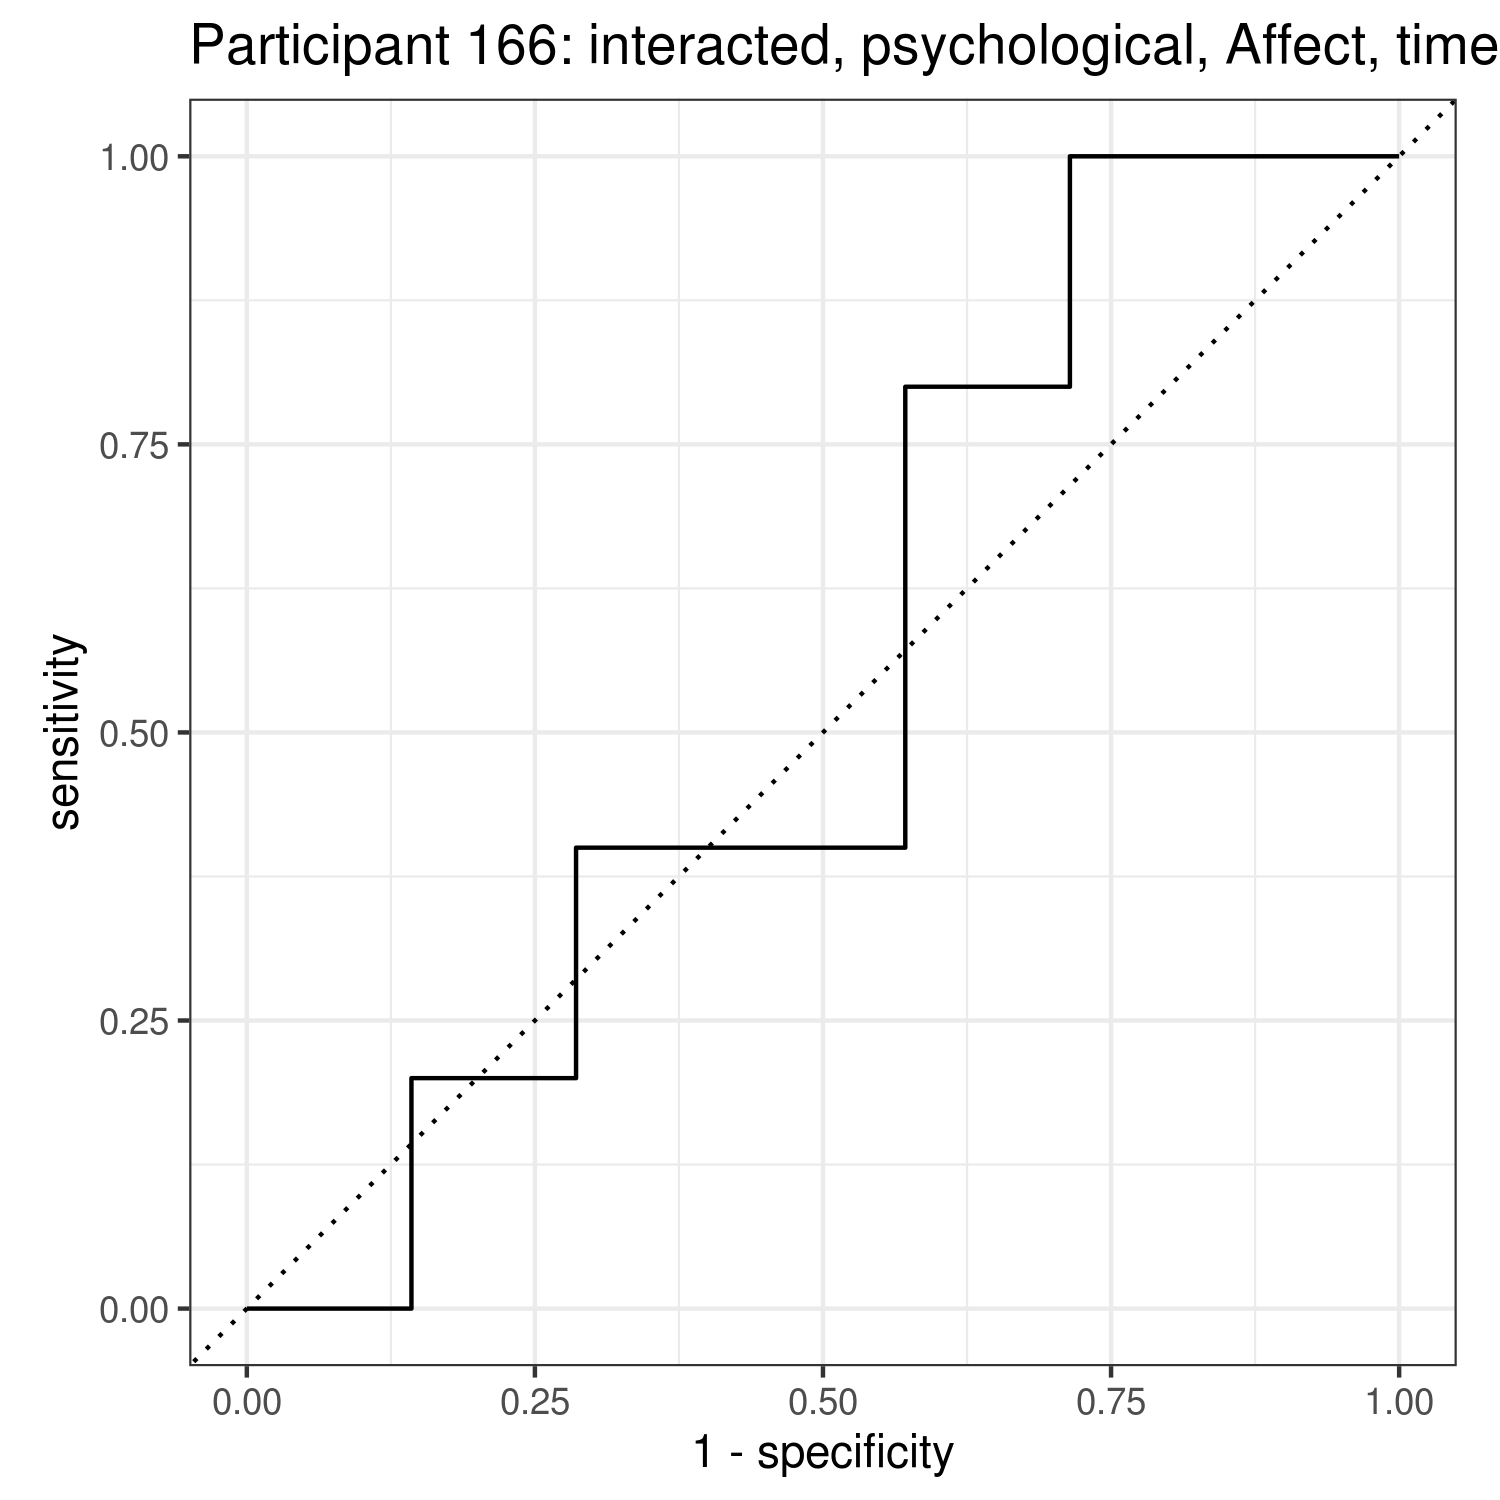 Participant 166: interacted, psychological, Affect, time
1.00
0.75
0.50
0.25
0.00
sensitivity
0.00 0.25 0.50 0.75 1.00
1 - specificity